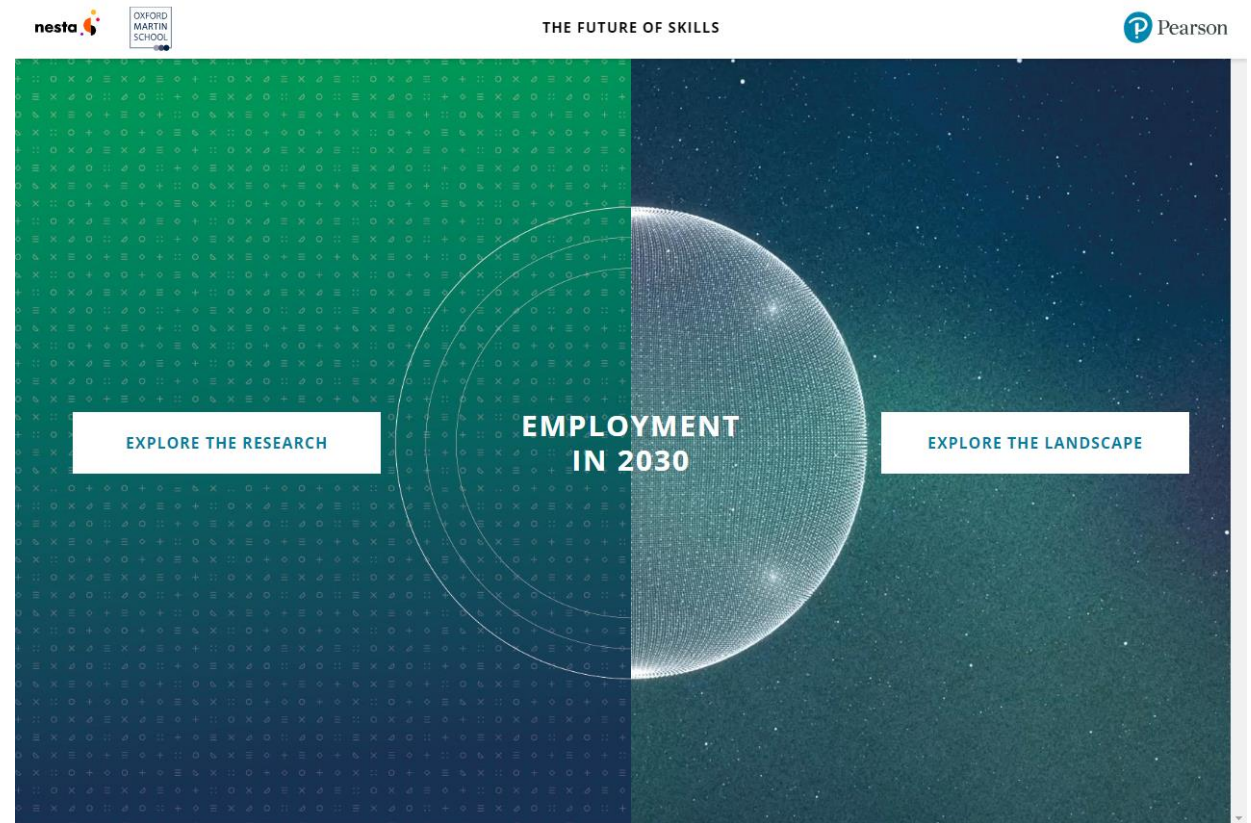 nesta
OXFORD
MARTIN
SCHOOL
THE FUTURE OF SKILLS
Pearson
EXPLORE THE RESEARCH
EMPLOYMENT
IN 2030
EXPLORE THE LANDSCAPE